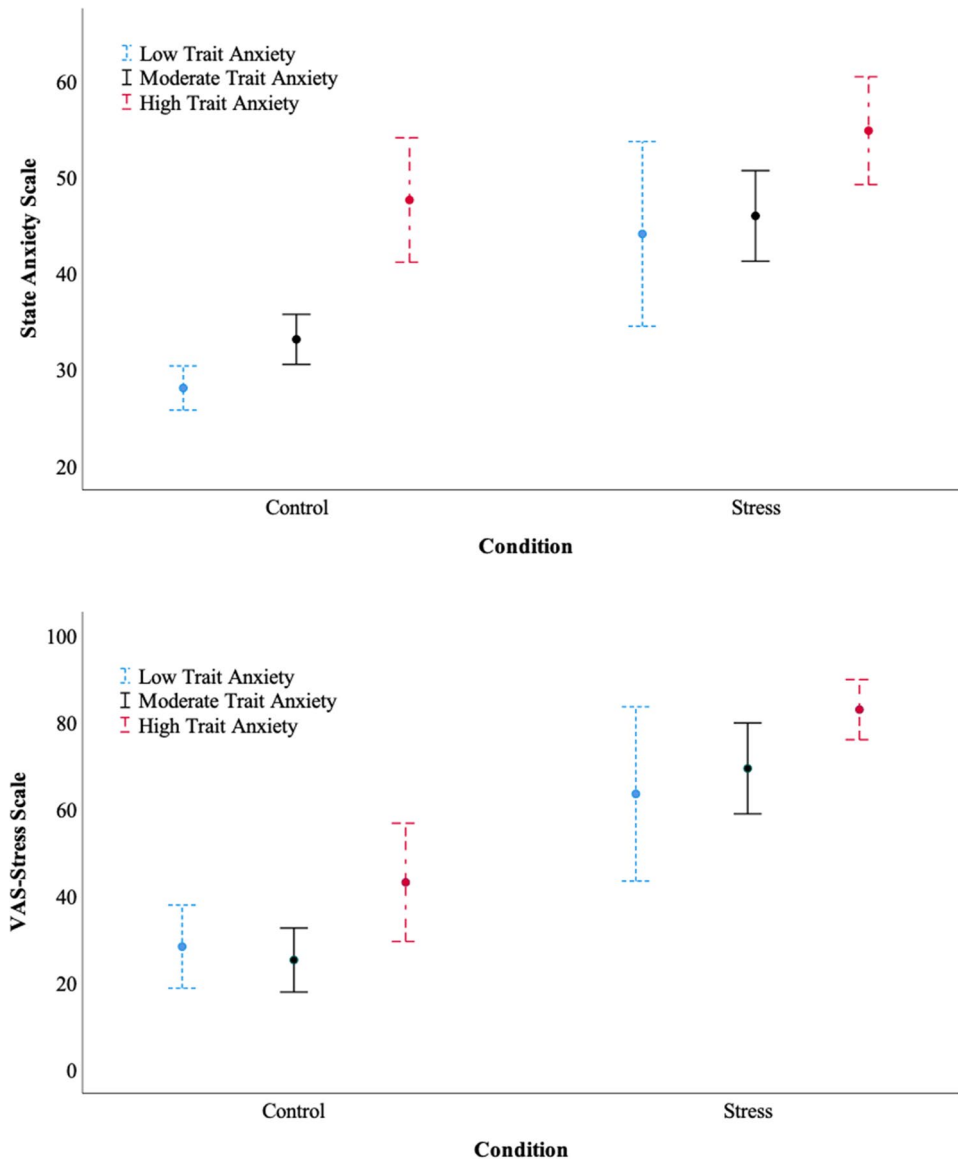 Low Trait Anxiety
Moderate Trait Anxiety
High Trait Anxiety
60
50
40
30
20
State Anxiety Scale
Control
Stress
Condition
Low Trait Anxiety
Moderate Trait Anxiety
High Trait Anxiety
100
80
60
40
20
0
VAS-Stress Scale
Control
Stress
Condition